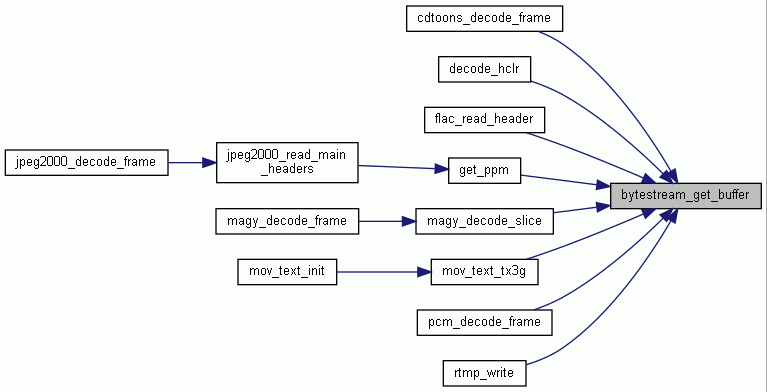 cdtoons_decode_frame
decode_hclr
flac_read_header
jpeg2000_decode_frame
jpeg2000_read_main
_headers
get_ppm
bytestream_get_buffer
magy_decode_frame
magy_decode_slice
mov_text_init
mov_text_tx3g
pcm_decode_frame
rtmp_write